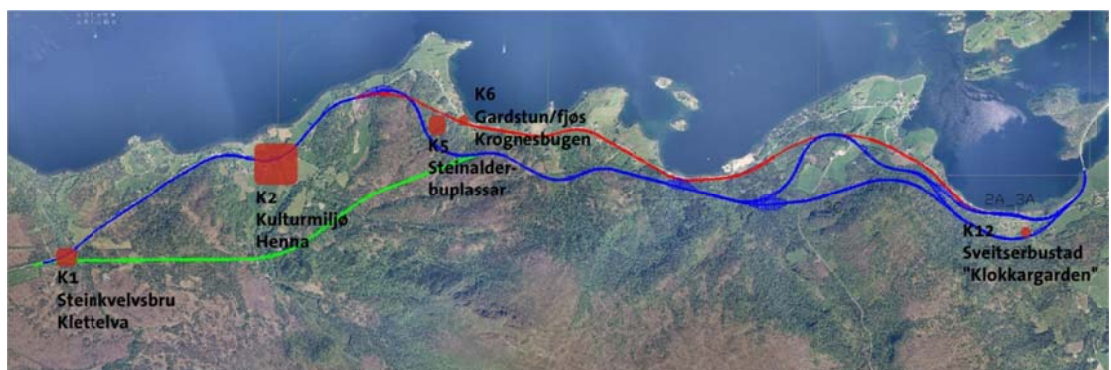 K6
Gardstun/fjøs
Krognesbugen
K5
Steinalder-
buplassar
K2
Kulturmiljø
Henna
K1
Steinkvelvsbru
Klettelva
2A_3A
K12
Sveitserbustad
"Klokkargarden"